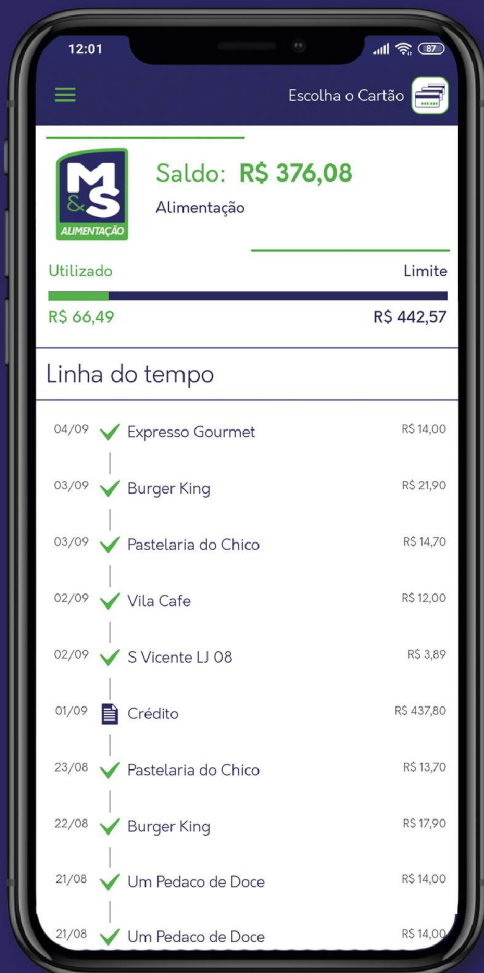 12:01
87
Escolha o Cartão
M
&S
ALIMENTAÇÃO
Saldo: R$ 376,08
Alimentação
Utilizado Limite
R$ 66,49 R$ 442,57
Linha do tempo
04/09 Expresso Gourmet R$ 14,00
03/09 Burger King R$ 21,90
03/09 Pastelaria do Chico R$ 14,70
02/09 Vila Cafe R$ 12,00
02/09 S Vicente LJ 08 R$ 3,89
01/09 Crédito R$ 437,80
23/08 Pastelaria do Chico R$ 13,70
22/08 Burger King R$ 17,90
21/08 Um Pedaco de Doce R$ 14,00
21/08 Um Pedaco de Doce R$ 14,00